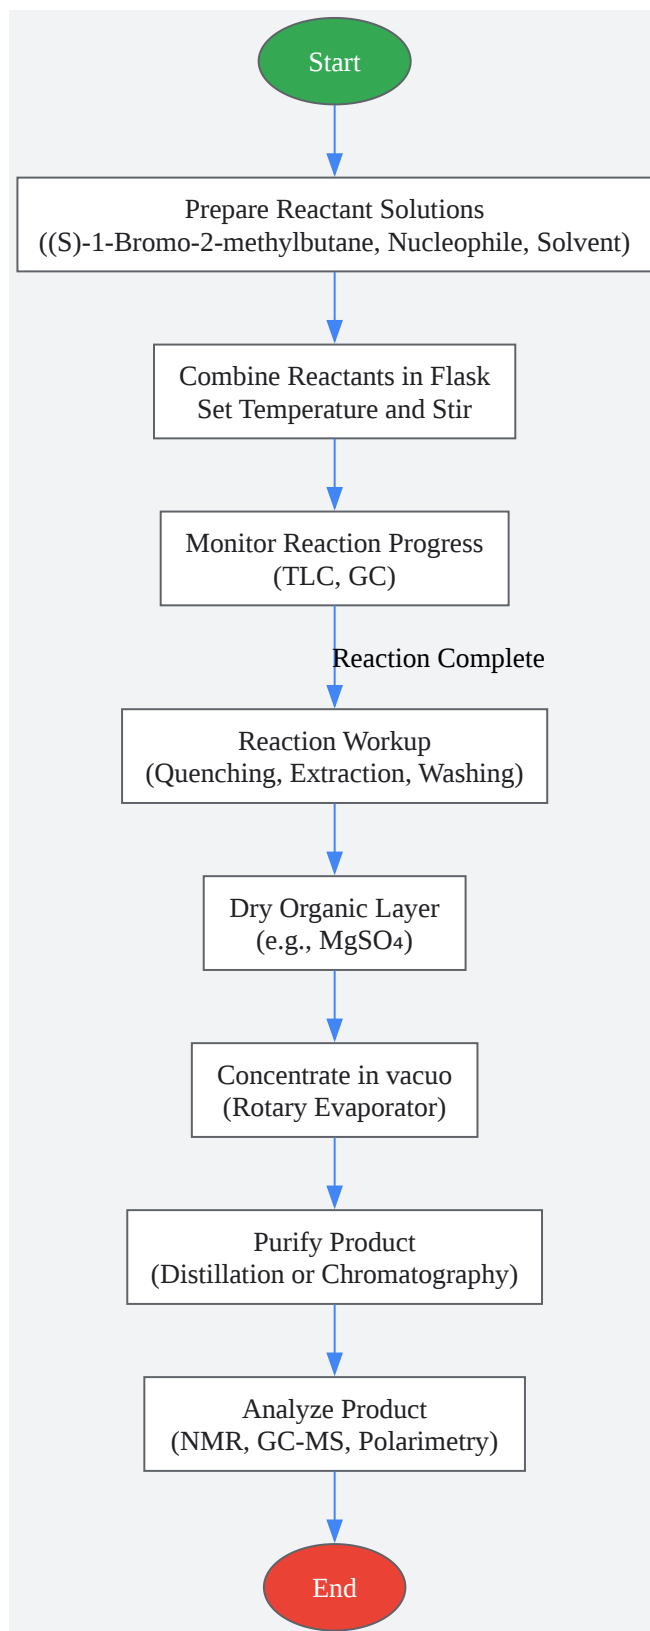 Start
Prepare Reactant Solutions
((S)-1-Bromo-2-methylbutane, Nucleophile, Solvent)
Combine Reactants in Flask
Set Temperature and Stir
Monitor Reaction Progress
(TLC, GC)
Reaction Complete
Reaction Workup
(Quenching, Extraction, Washing)
Dry Organic Layer
(e.g., MgSO₄)
Concentrate in vacuo
(Rotary Evaporator)
Purify Product
(Distillation or Chromatography)
Analyze Product
(NMR, GC-MS, Polarimetry)
End